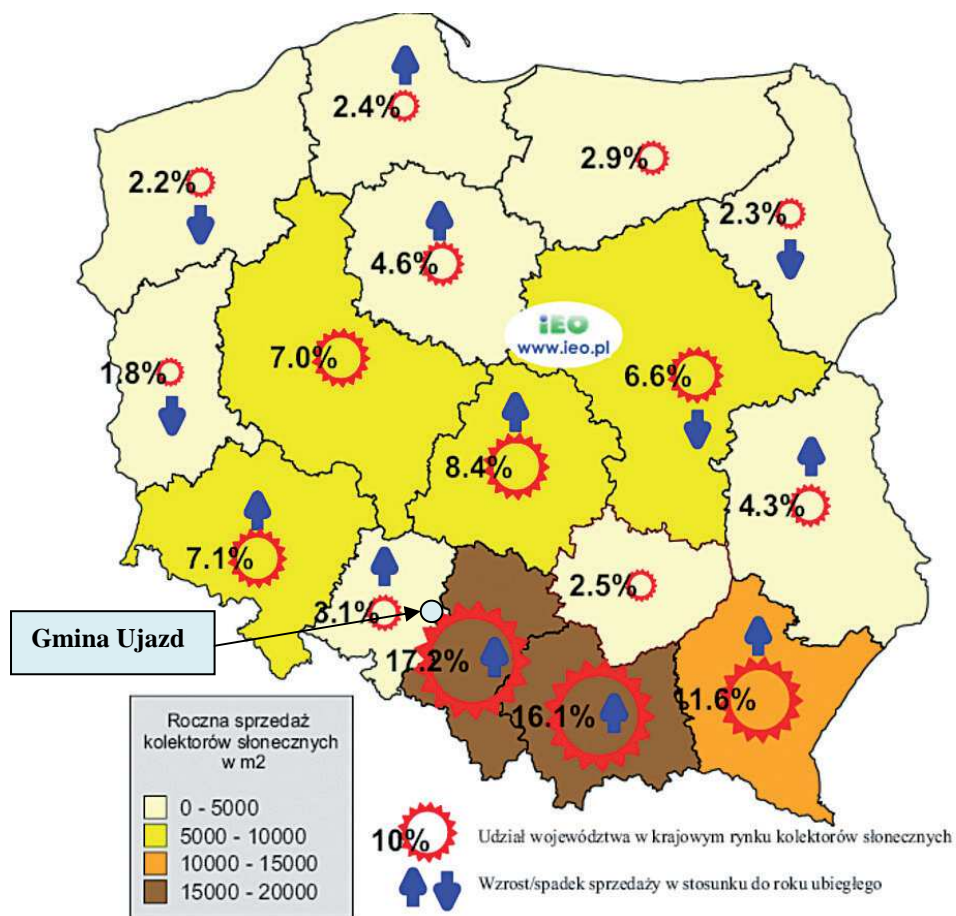 2.4%
2.9%
2.2%
2.3%
4.6%
iEO
www.ieo.pl
7.0%
1.8%
6.6%
8.4%
4.3%
7.1%
2.5%
3.1%
Gmina Ujazd
17.2%
16.1%
11.6%
Roczna sprzedaż
kolektorów słonecznych
w m2
0 - 5000
5000 - 10000
10000 - 15000
15000 - 20000
10%
Udział województwa w krajowym rynku kolektorów słonecznych
Wzrost/spadek sprzedaży w stosunku do roku ubiegłego